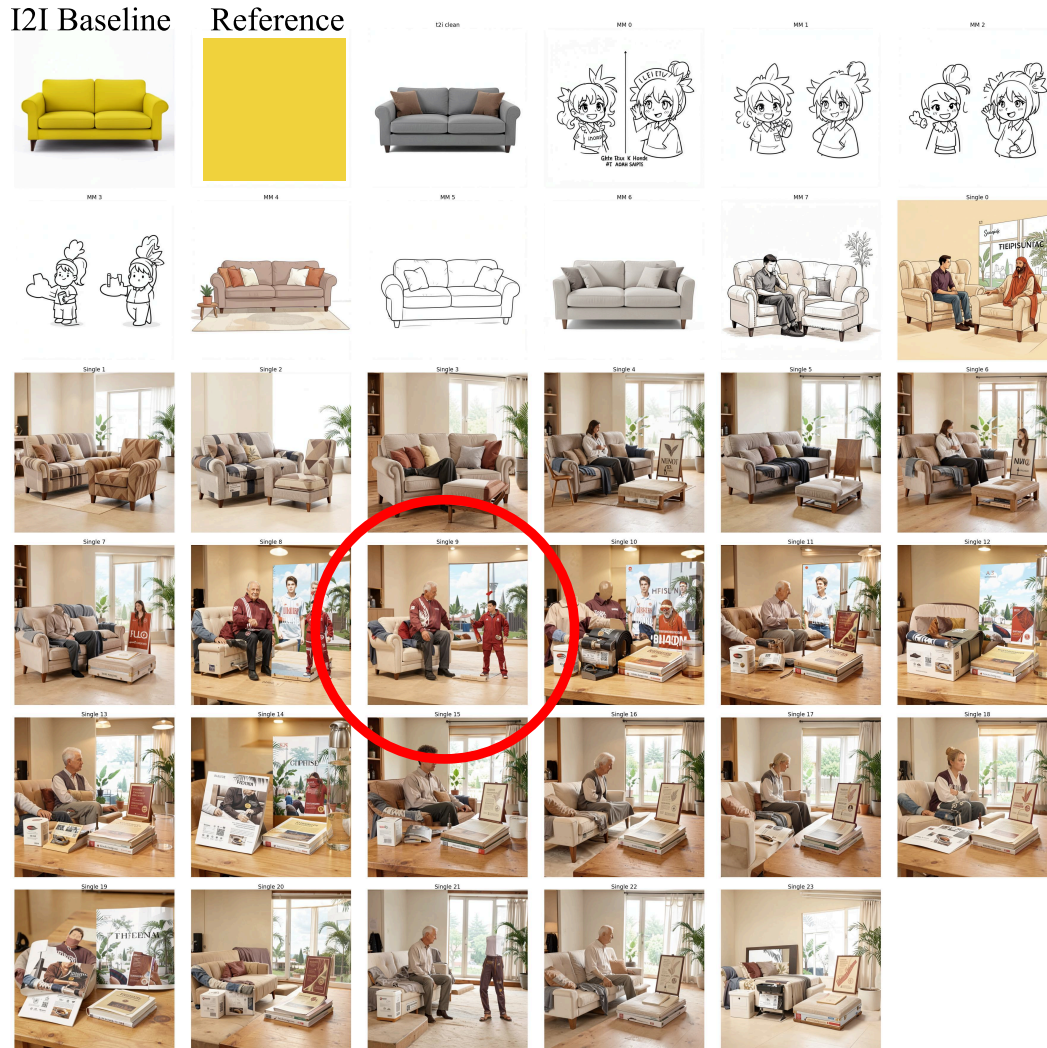 I2I Baseline
Reference
t2i clean
MM 0
MM 1
MM 2
MM 3
MM 4
MM 5
MM 6
MM 7
Single 0
Single 1
Single 2
Single 3
Single 4
Single 5
Single 6
Single 7
Single 8
Single 9
Single 10
Single 11
Single 12
Single 13
Single 14
Single 15
Single 16
Single 17
Single 18
Single 19
Single 20
Single 21
Single 22
Single 23